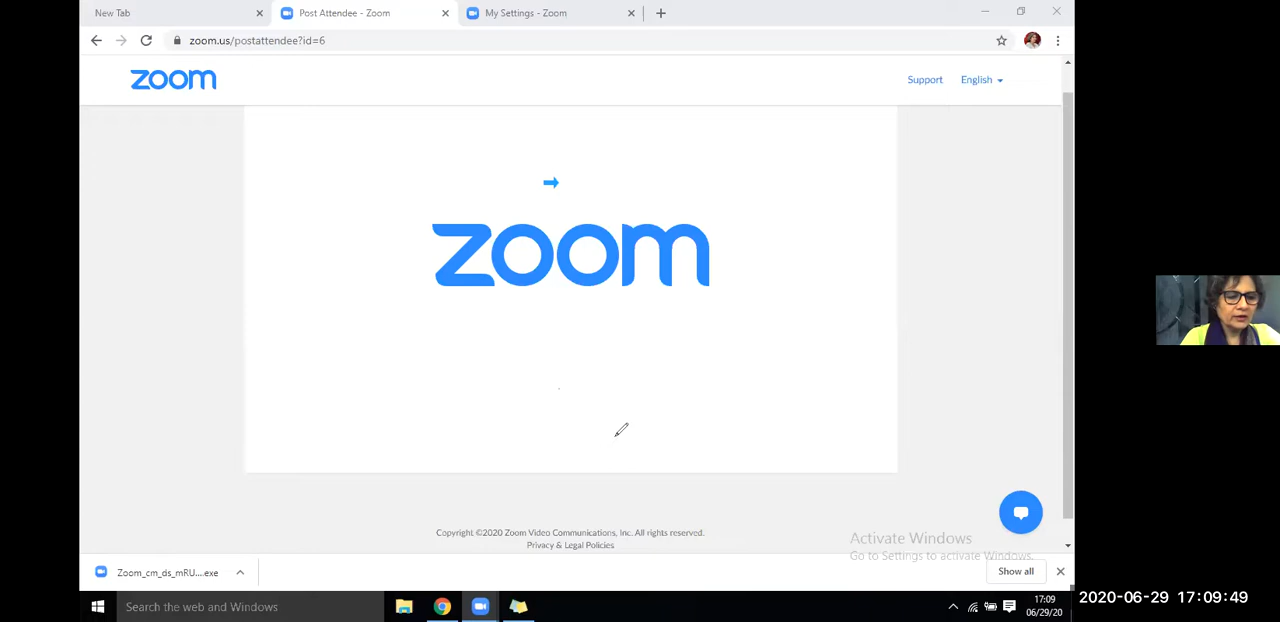 New Tab
Post Attendee - Zoom
My Settings - Zoom
zoom.us/postattendee?id=6
zoom
Support
English
zoom
Copyright ©2020 Zoom Video Communications, Inc. All rights reserved.
Privacy & Legal Policies
Activate Windows
Go to Settings to activate Windows.
Zoom_cm_ds_mRU....exe
Show all
Search the web and Windows
17:09
06/29/20
2020-06-29 17:09:49